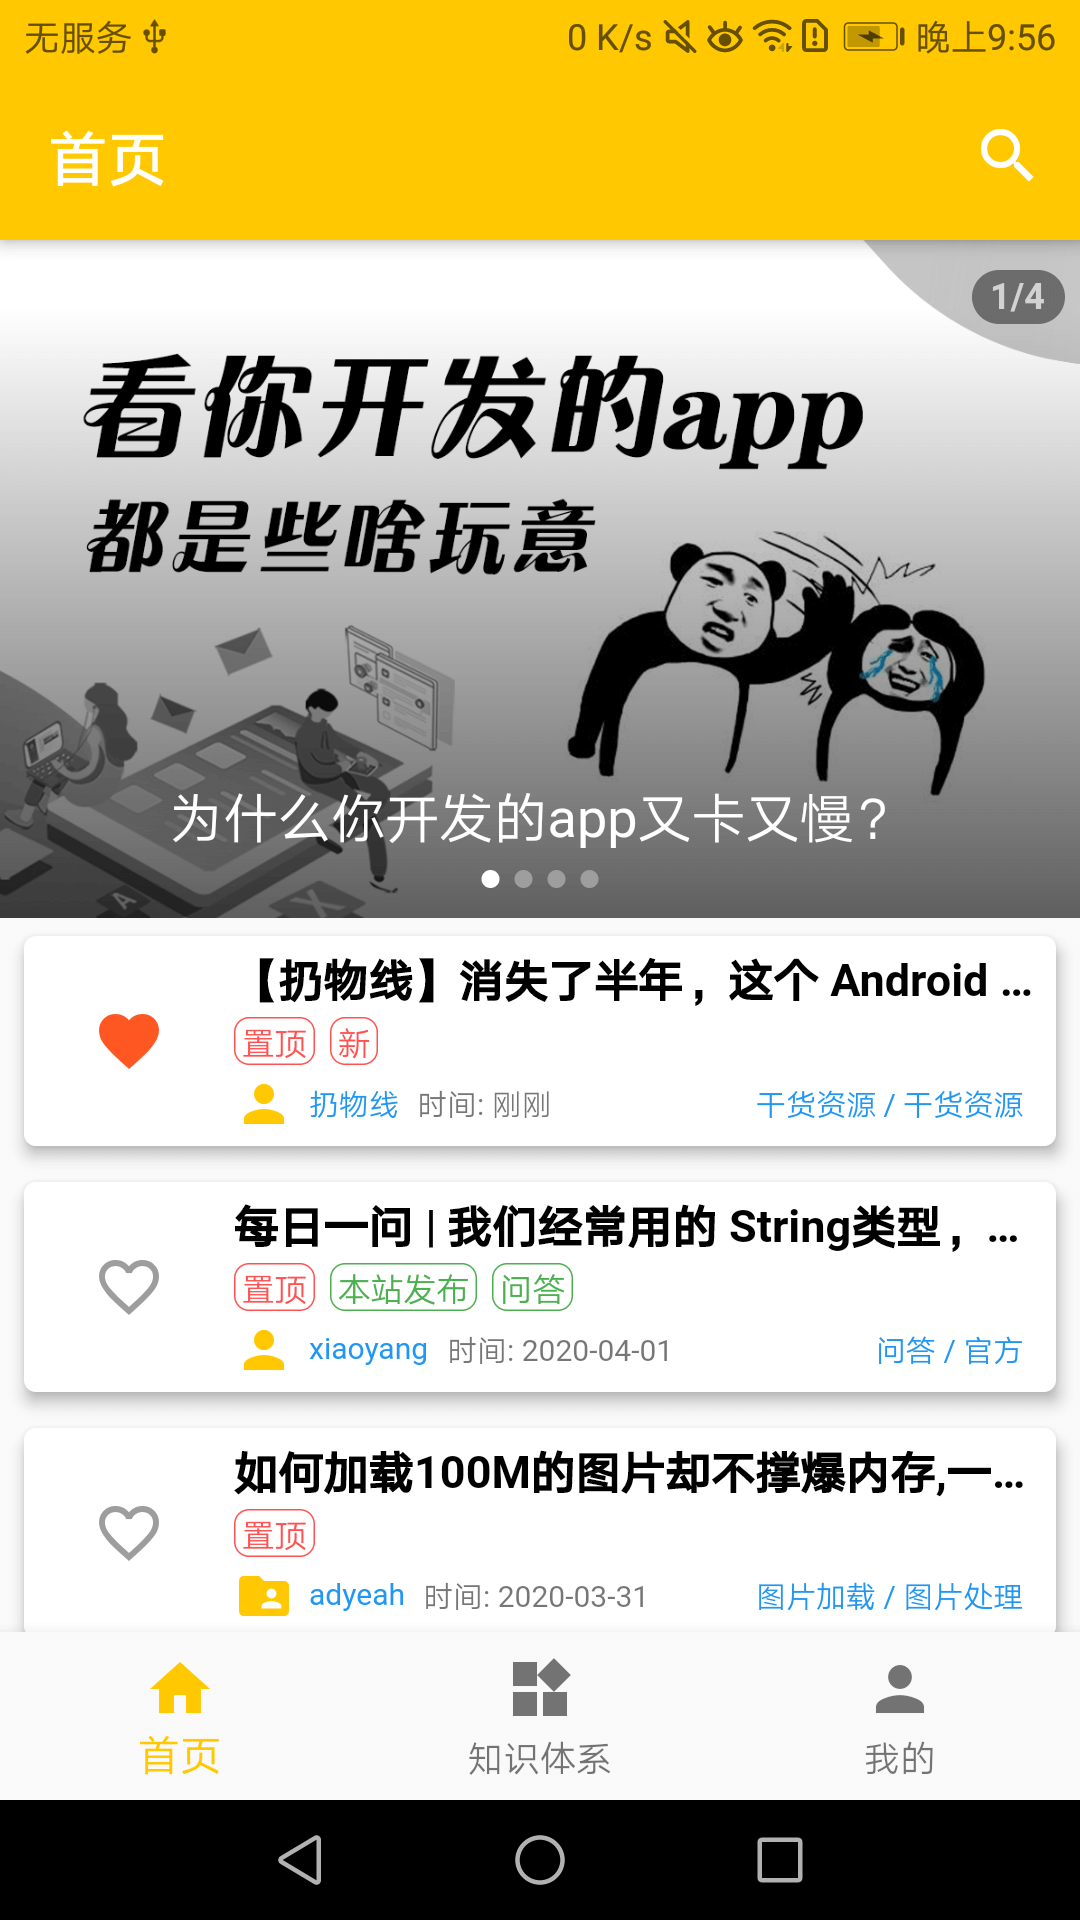 无服务 0 K/s 晚上9:56
首页
1/4
看你开发的app
都是些啥玩意
为什么你开发的app又卡又慢?
【扔物线】消失了半年，这个 Android ...
置顶 新
扔物线 时间: 刚刚 干货资源 / 干货资源
每日一问 | 我们经常用的 String类型，...
置顶 本站发布 问答
xiaoyang 时间: 2020-04-01 问答 / 官方
如何加载100M的图片却不撑爆内存,一...
置顶
adyeah 时间: 2020-03-31 图片加载 / 图片处理
首页 知识体系 我的